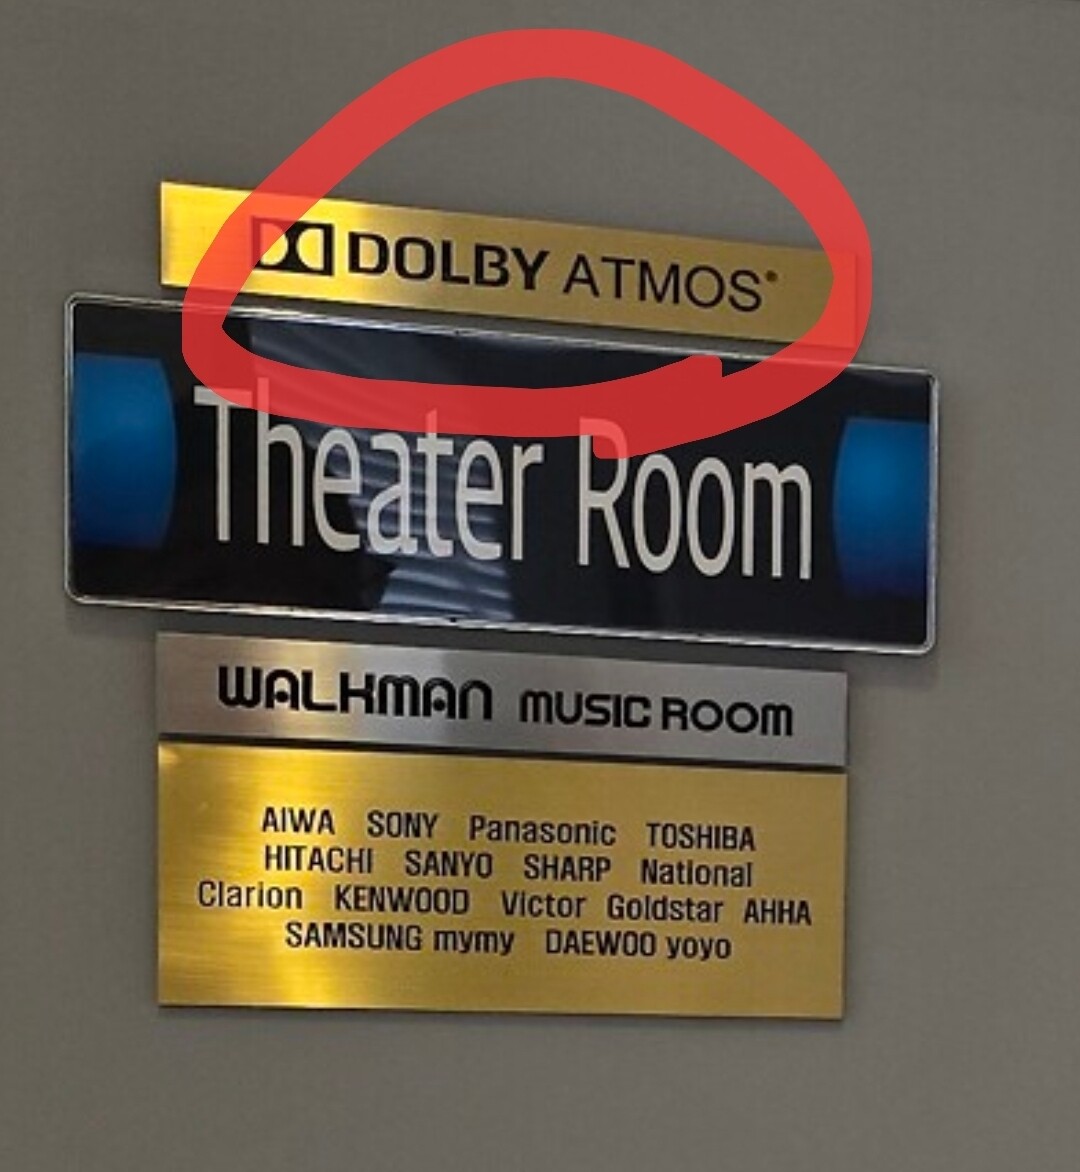 DOLBY ATMOS®
Theater Room
WALKMAN MUSIC ROOM
AIWA SONY Panasonic TOSHIBA
HITACHI SANYO SHARP National
Clarion KENWOOD Victor Goldstar AHHA
SAMSUNG mymy DAEWOO yoyo